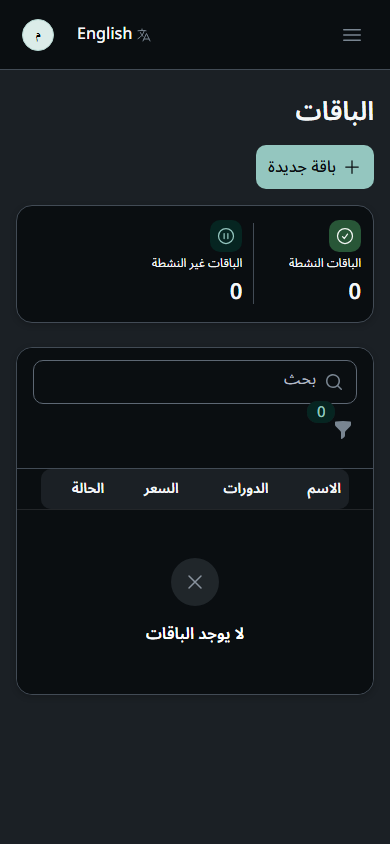 English
م
الباقات
باقة جديدة
الباقات النشطة
0
الباقات غير النشطة
0
بحث
0
الاسم الدورات السعر الحالة
لا يوجد الباقات